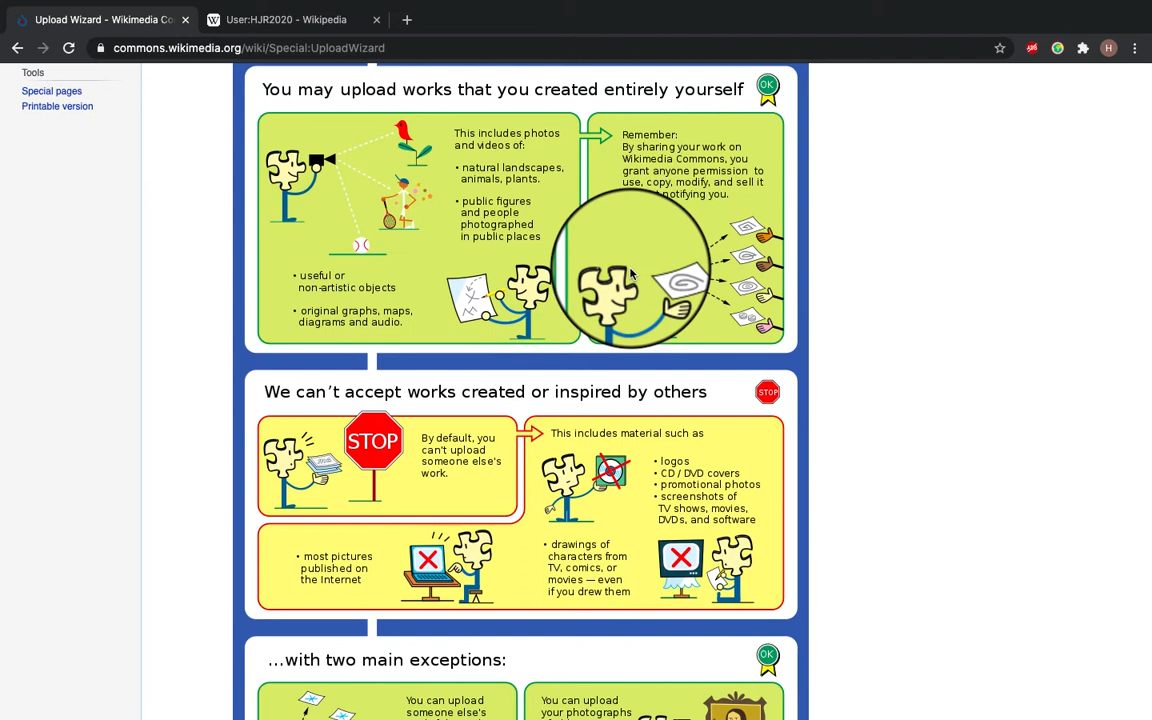 Upload Wizard - Wikimedia Co
User:HJR2020 - Wikipedia
commons.wikimedia.org/wiki/Special:UploadWizard
H
Tools
Special pages
Printable version
You may upload works that you created entirely yourself
OK
This includes photos
and videos of:
• natural landscapes,
animals, plants.
• public figures
and people
photographed
in public places
• useful or
non-artistic objects
• original graphs, maps,
diagrams and audio.
Remember:
By sharing your work on
Wikimedia Commons, you
grant anyone permission to
use, copy, modify, and sell it
notifying you.
We can't accept works created or inspired by others
STOP
STOP
By default, you
can't upload
someone else's
work.
This includes material such as
• logos
• CD / DVD covers
• promotional photos
• screenshots of
TV shows, movies,
DVDs, and software
• most pictures
published on
the Internet
• drawings of
characters from
TV, comics, or
movies — even
if you drew them
...with two main exceptions:
OK
You can upload
someone else's
You can upload
your photographs